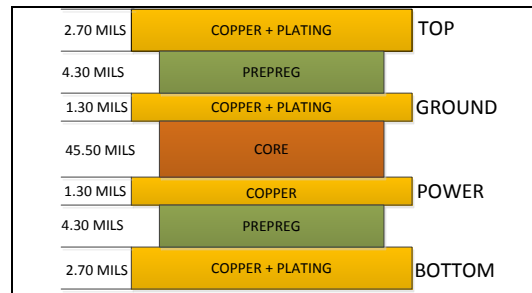 2.70 MILS COPPER + PLATING TOP
4.30 MILS PREPREG
1.30 MILS COPPER + PLATING GROUND
45.50 MILS CORE
1.30 MILS COPPER POWER
4.30 MILS PREPREG
2.70 MILS COPPER + PLATING BOTTOM